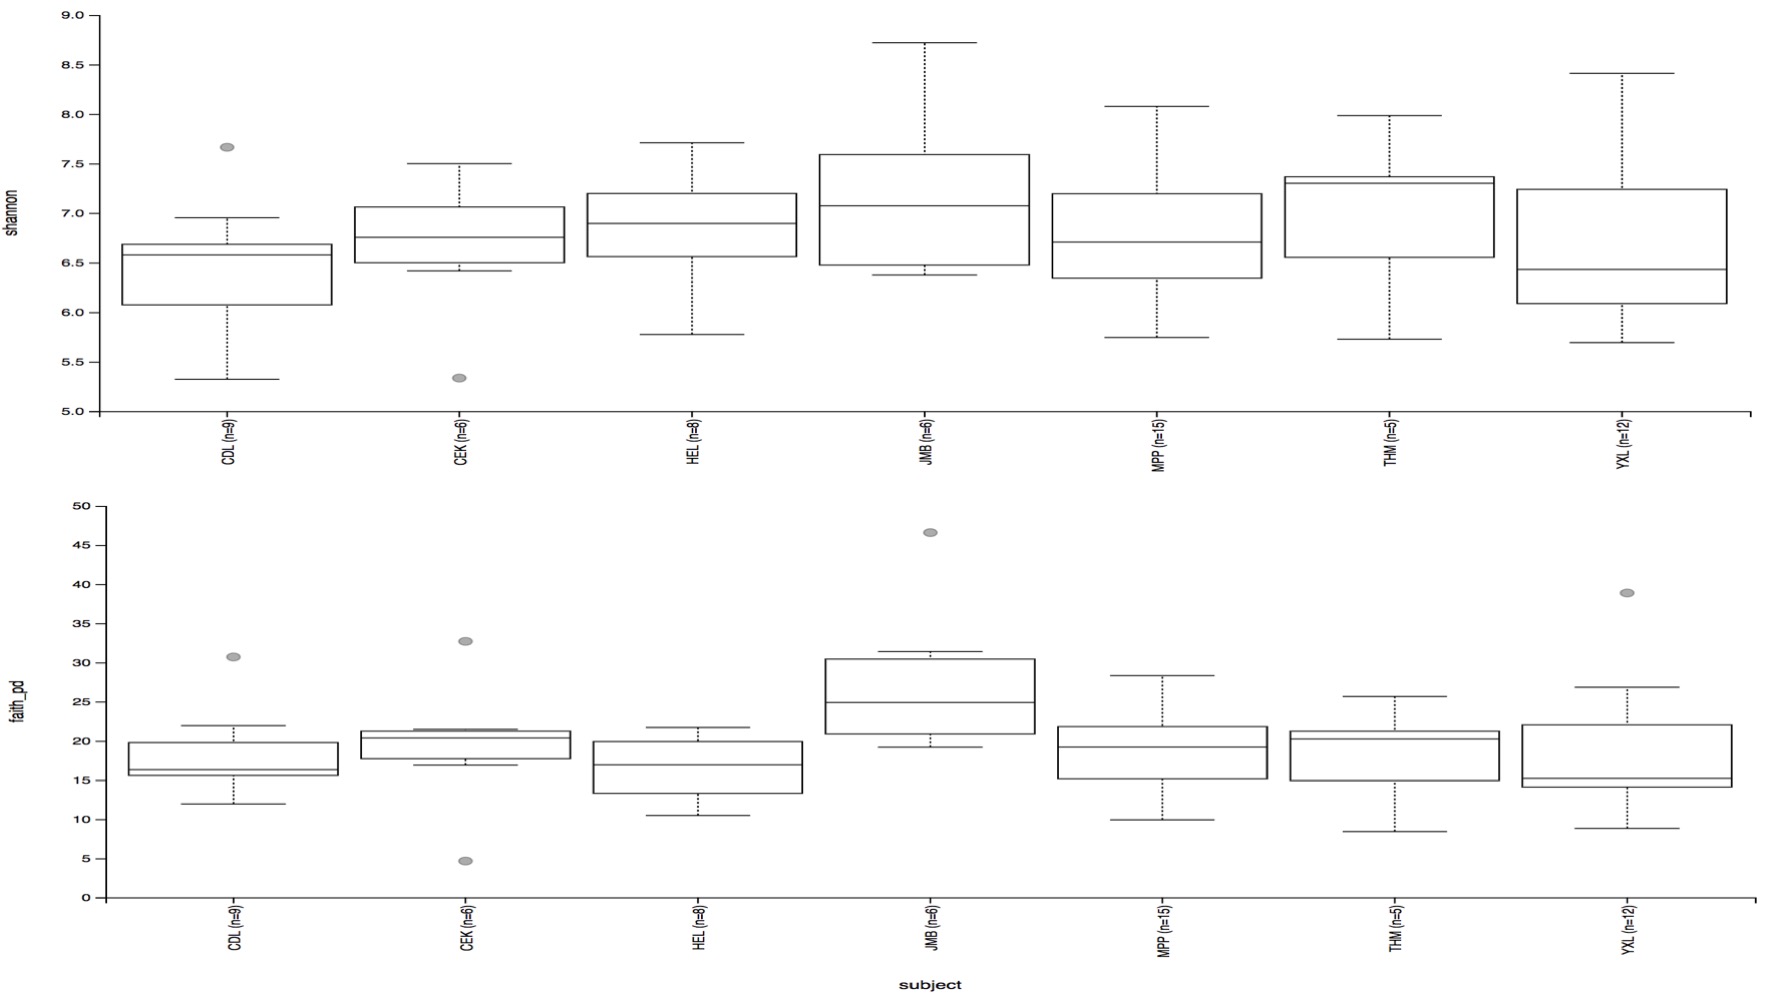 9.0
8.5
8.0
7.5
7.0
6.5
6.0
5.5
5.0
shannon
CDL (n=9)
CEK (n=6)
HEL (n=8)
JMB (n=6)
MPP (n=15)
THM (n=5)
YXL (n=12)
50
45
40
35
30
25
20
15
10
5
0
faith_pd
CDL (n=9)
CEK (n=6)
HEL (n=8)
JMB (n=6)
MPP (n=15)
THM (n=5)
YXL (n=12)
subject